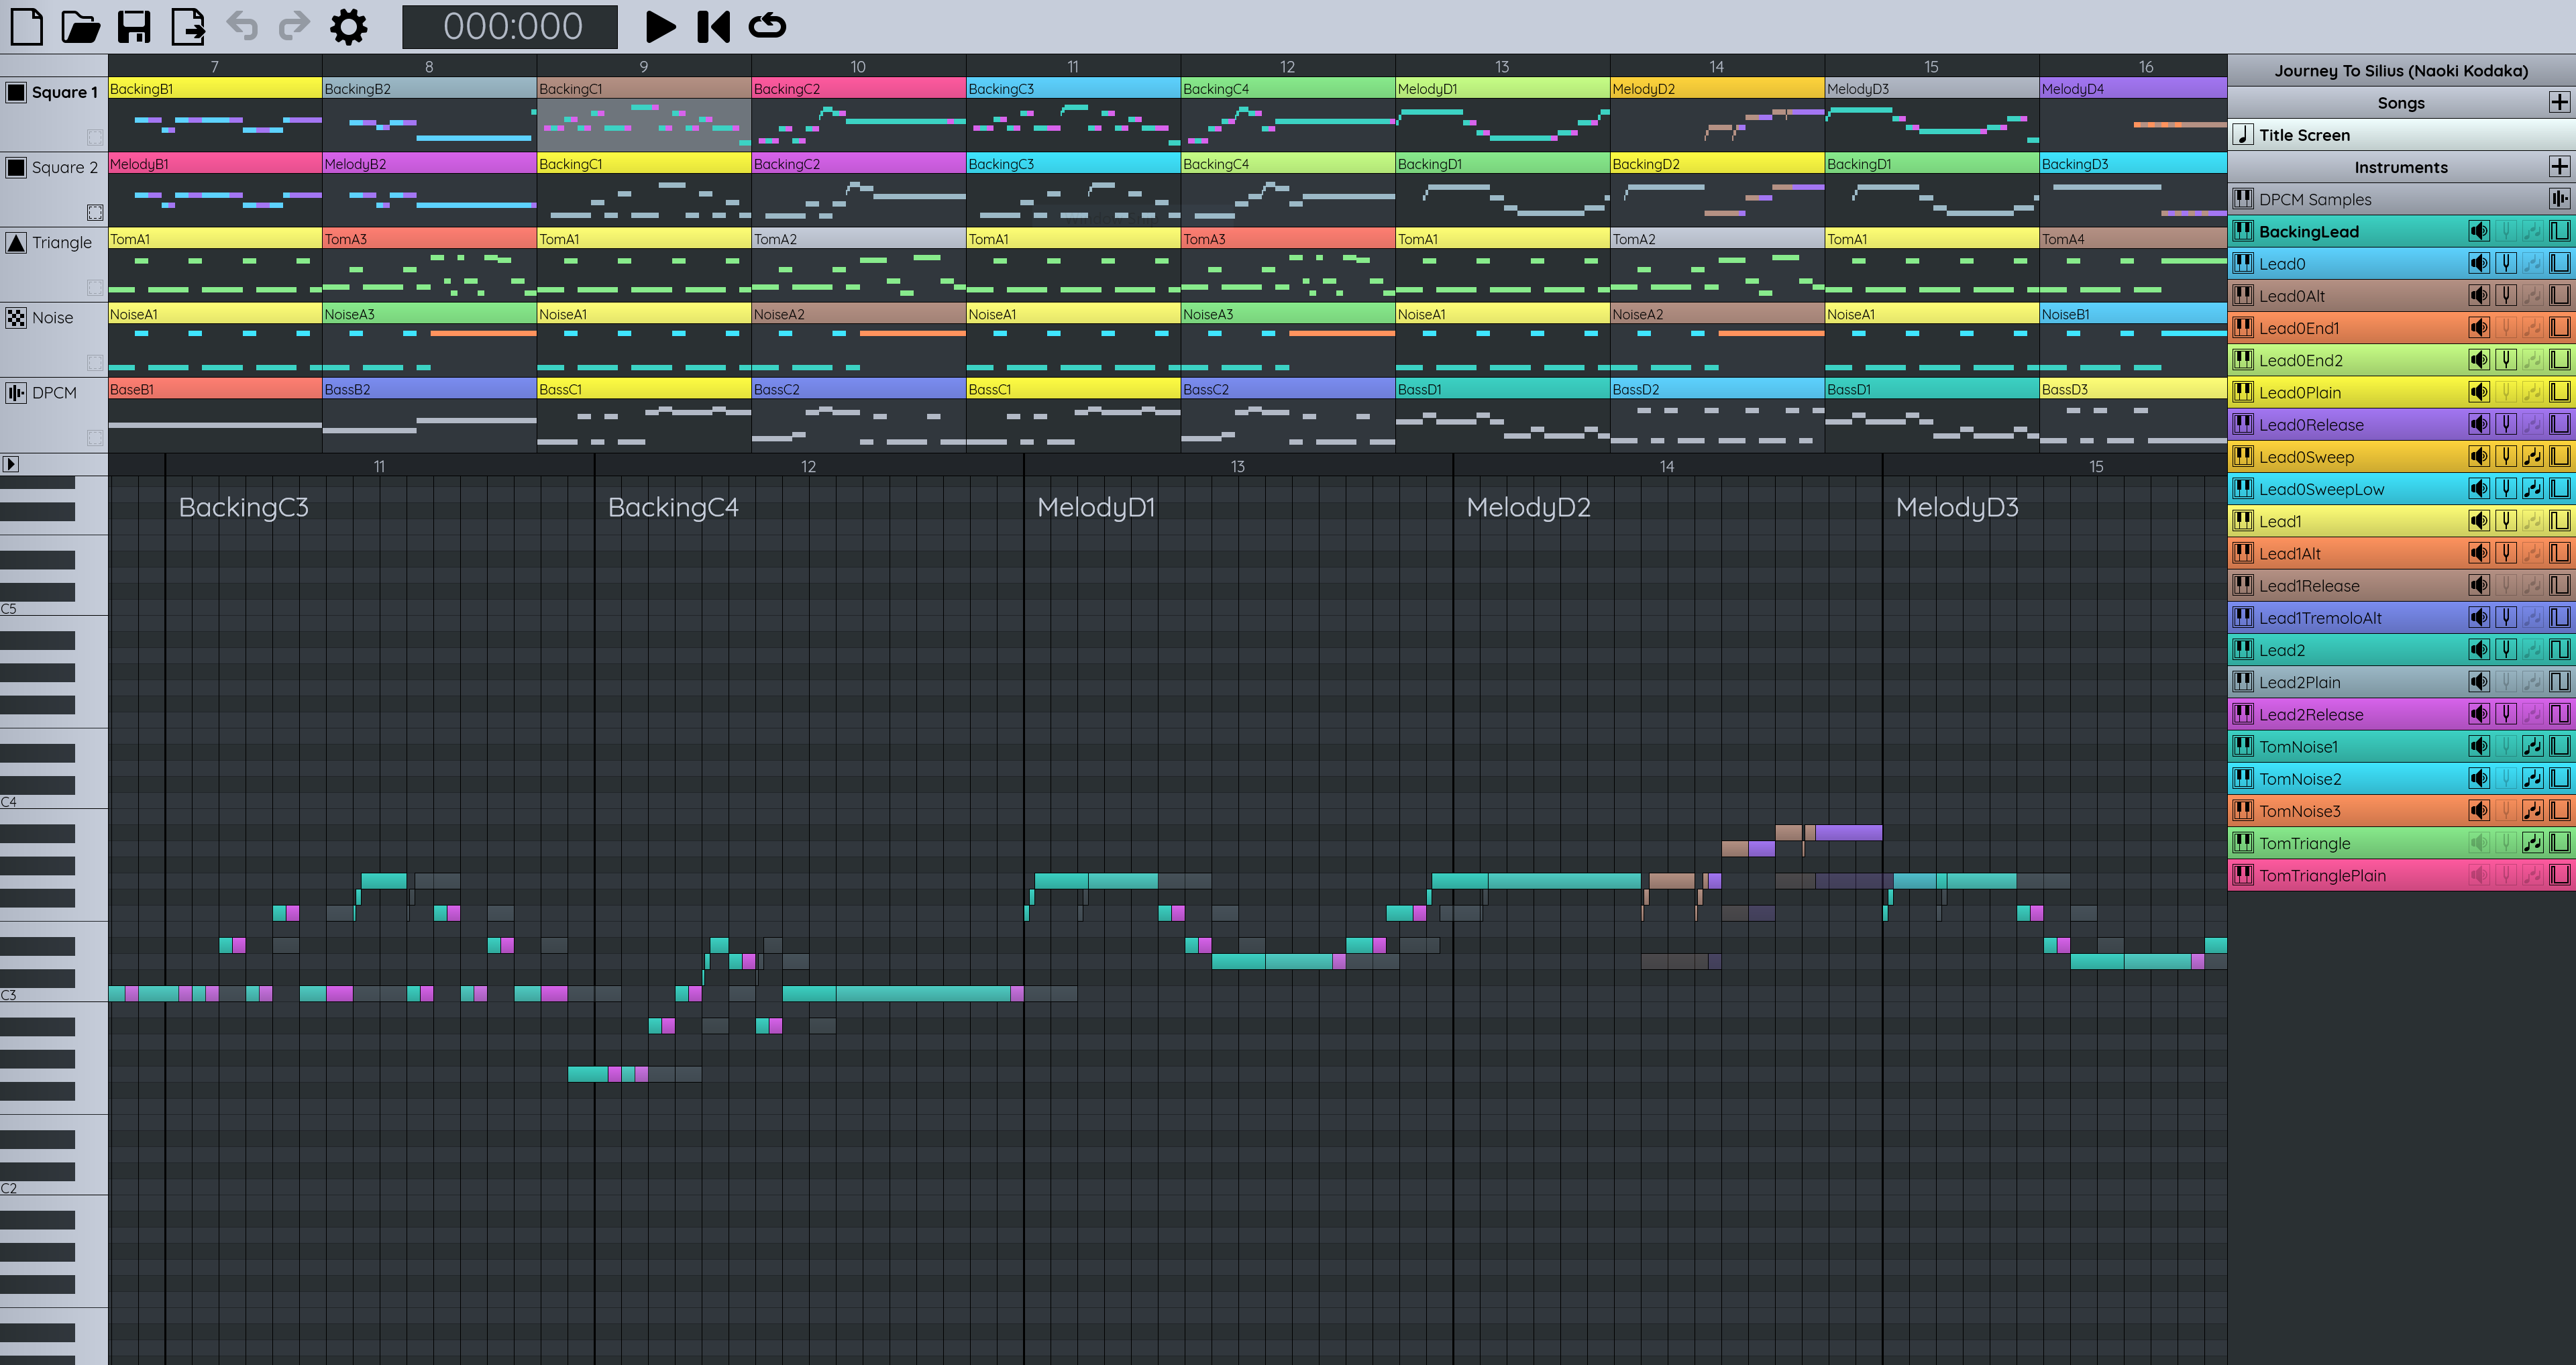 000:000
7 8 9 10 11 12 13 14 15 16
Square 1
BackingB1 BackingB2 BackingC1 BackingC2 BackingC3 BackingC4 MelodyD1 MelodyD2 MelodyD3 MelodyD4
Square 2
MelodyB1 MelodyB2 BackingC1 BackingC2 BackingC3 BackingC4 BackingD1 BackingD2 BackingD1 BackingD3
Triangle
TomA1 TomA3 TomA1 TomA2 TomA1 TomA3 TomA1 TomA2 TomA1 TomA4
Noise
NoiseA1 NoiseA3 NoiseA1 NoiseA2 NoiseA1 NoiseA3 NoiseA1 NoiseA2 NoiseA1 NoiseB1
DPCM
BaseB1 BassB2 BassC1 BassC2 BassC1 BassC2 BassD1 BassD2 BassD1 BassD3
11 12 13 14 15
BackingC3 BackingC4 MelodyD1 MelodyD2 MelodyD3
C5
C4
C3
C2
Journey To Silius (Naoki Kodaka)
Songs
Title Screen
Instruments
DPCM Samples
BackingLead
Lead0
Lead0Alt
Lead0End1
Lead0End2
Lead0Plain
Lead0Release
Lead0Sweep
Lead0SweepLow
Lead1
Lead1Alt
Lead1Release
Lead1TremoloAlt
Lead2
Lead2Plain
Lead2Release
TomNoise1
TomNoise2
TomNoise3
TomTriangle
TomTrianglePlain